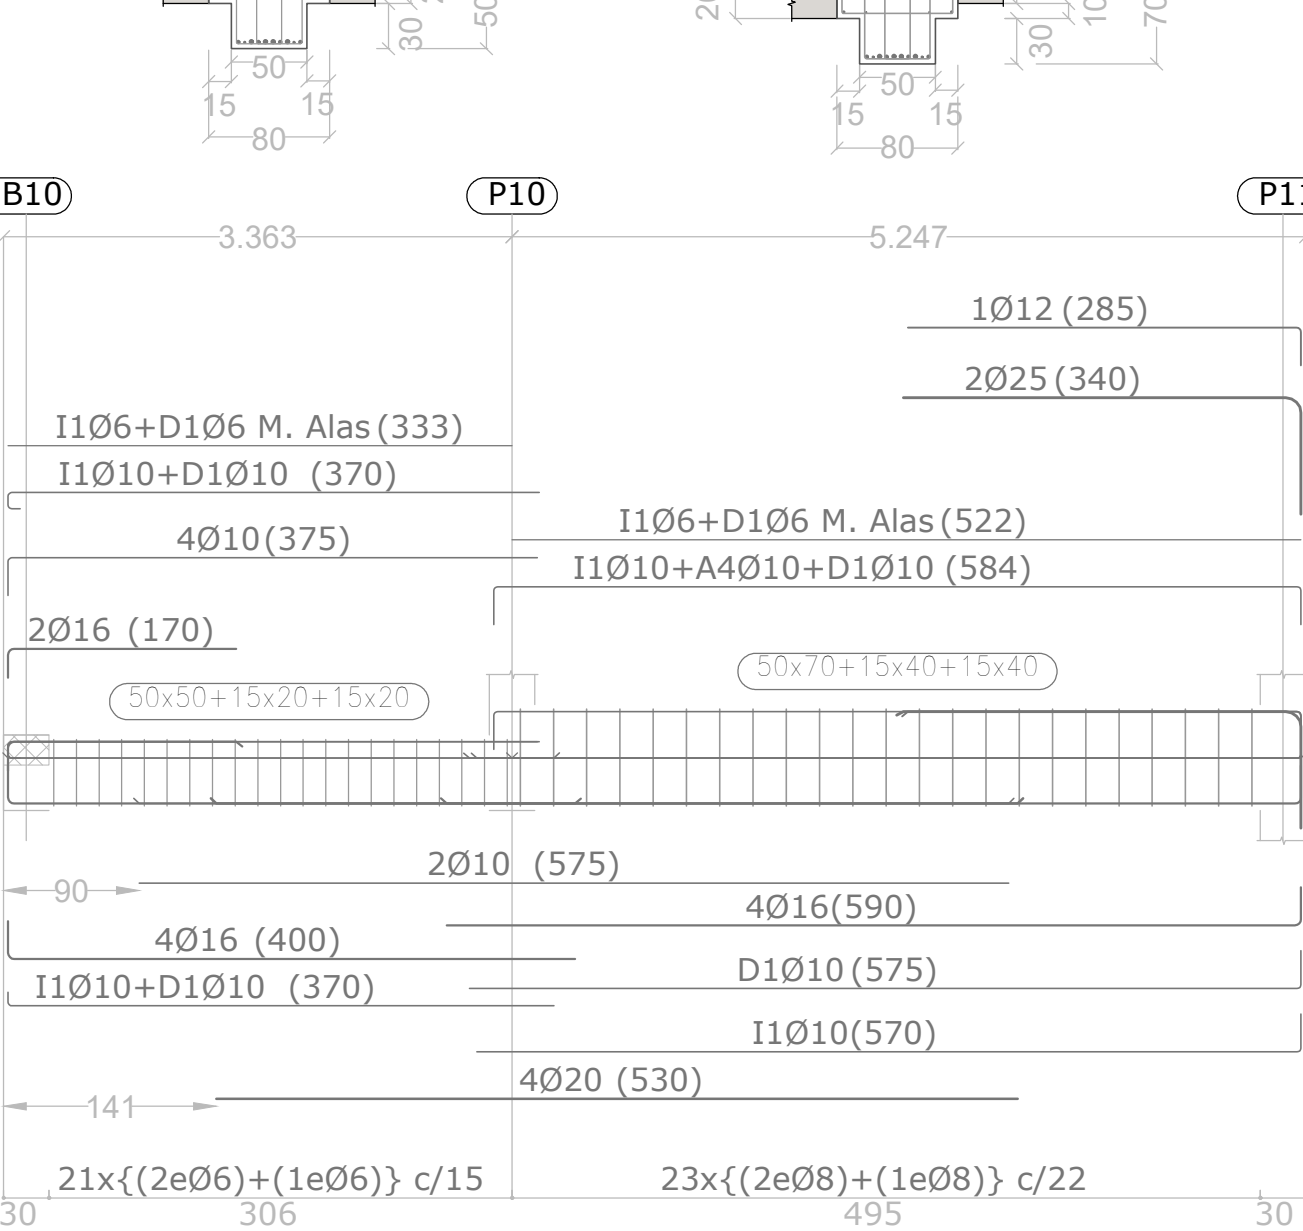 30
50
50
15
15
80
20
30
10
70
50
15
15
80
B10
P10
P11
3.363
5.247
1Ø12 (285)
2Ø25 (340)
I1Ø6+D1Ø6 M. Alas (333)
I1Ø10+D1Ø10 (370)
I1Ø6+D1Ø6 M. Alas (522)
4Ø10 (375)
I1Ø10+A4Ø10+D1Ø10 (584)
2Ø16 (170)
50x70+15x40+15x40
50x50+15x20+15x20
2Ø10 (575)
90
4Ø16(590)
4Ø16 (400)
D1Ø10 (575)
I1Ø10+D1Ø10 (370)
I1Ø10(570)
4Ø20 (530)
141
21x{(2eØ6)+(1eØ6)} c/15
23x{(2eØ8)+(1eØ8)} c/22
30
306
495
30